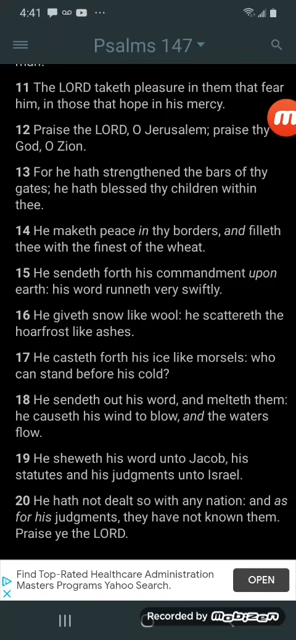 4:41
Psalms 147
man.
11 The LORD taketh pleasure in them that fear
him, in those that hope in his mercy.
12 Praise the LORD, O Jerusalem; praise thy
God, O Zion.
13 For he hath strengthened the bars of thy
gates; he hath blessed thy children within
thee.
14 He maketh peace in thy borders, and filleth
thee with the finest of the wheat.
15 He sendeth forth his commandment upon
earth: his word runneth very swiftly.
16 He giveth snow like wool: he scattereth the
hoarfrost like ashes.
17 He casteth forth his ice like morsels: who
can stand before his cold?
18 He sendeth out his word, and melteth them:
he causeth his wind to blow, and the waters
flow.
19 He sheweth his word unto Jacob, his
statutes and his judgments unto Israel.
20 He hath not dealt so with any nation: and as
for his judgments, they have not known them.
Praise ye the LORD.
Find Top-Rated Healthcare Administration
Masters Programs Yahoo Search.
OPEN
Recorded by mobizen